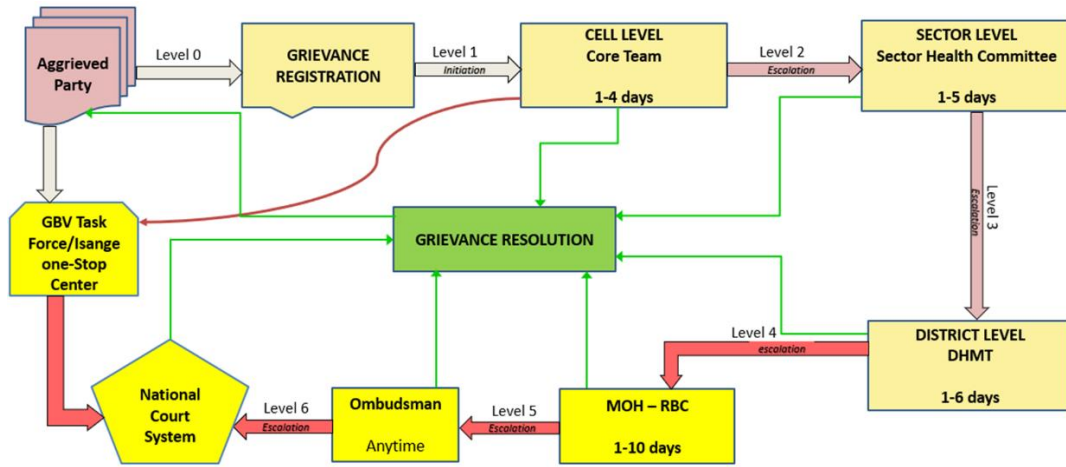 Aggrieved
Party
Level 0
GRIEVANCE
REGISTRATION
Level 1
Initiation
CELL LEVEL
Core Team
1-4 days
Level 2
Escalation
SECTOR LEVEL
Sector Health Committee
1-5 days
Level 3
Escalation
GBV Task
Force/Isange
one-Stop
Center
GRIEVANCE RESOLUTION
DISTRICT LEVEL
DHMT
1-6 days
Level 4
escalation
MOH – RBC
1-10 days
Level 5
Escalation
Ombudsman
Anytime
Level 6
Escalation
National
Court
System